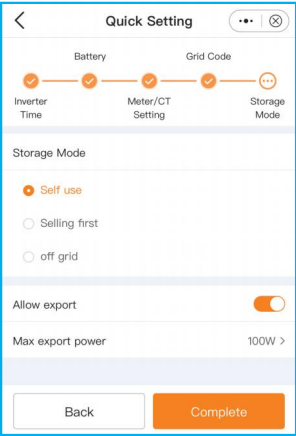 Quick Setting
Battery
Grid Code
Inverter
Time
Meter/CT
Setting
Storage
Mode
Storage Mode
Self use
Selling first
off grid
Allow export
Max export power
100W >
Back
Complete